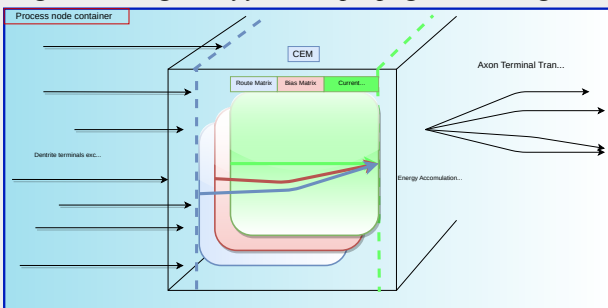 Process node container
CEM
Route Matrix
Bias Matrix
Current...
Axon Terminal Tran...
Dentrite terminals exc...
Energy Accomulation...